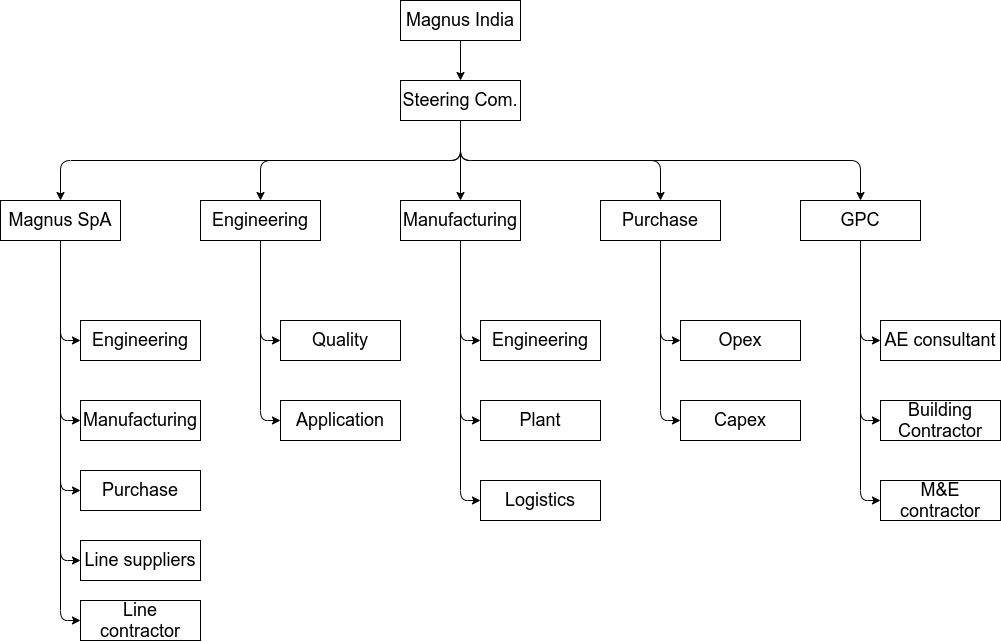 Magnus India
Steering Com.
Magnus SpA
Engineering
Manufacturing
Purchase
GPC
Engineering
Quality
Engineering
Opex
AE consultant
Manufacturing
Application
Plant
Capex
Building
Contractor
Purchase
Logistics
M&E
contractor
Line suppliers
Line
contractor